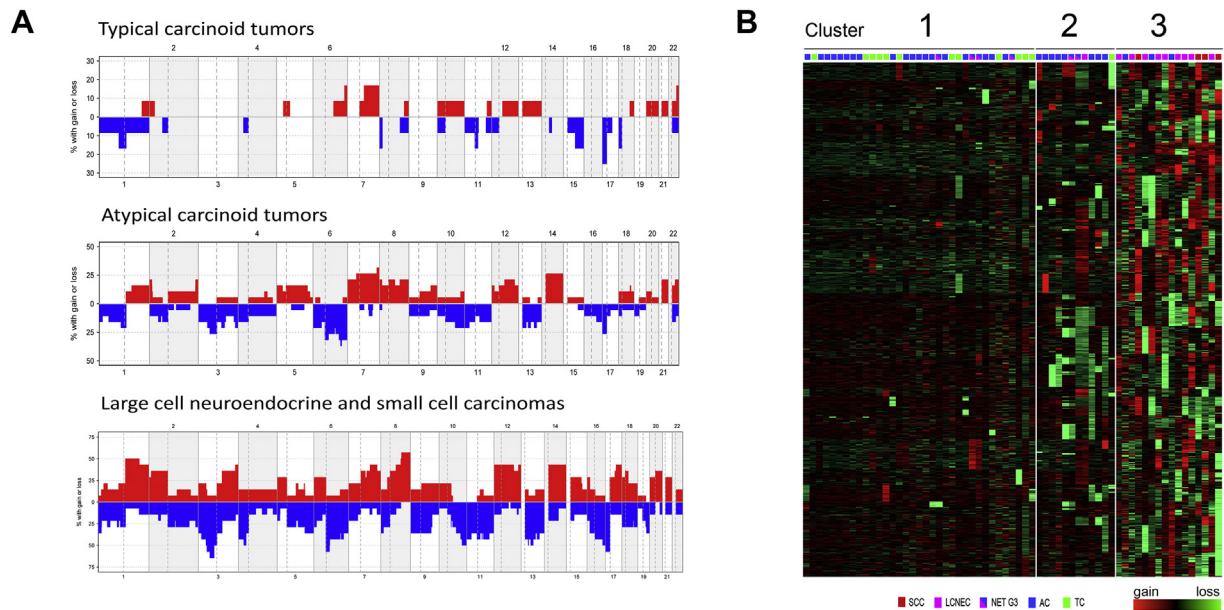 A
Typical carcinoid tumors
2 4 6 12 14 16 18 20 22
% with gain or loss
30
20
10
0
10
20
30
1 3 5 7 9 11 13 15 17 19 21
Atypical carcinoid tumors
2 4 6 8 10 12 14 16 18 20 22
% with gain or loss
50
25
0
25
50
1 3 5 7 9 11 13 15 17 19 21
Large cell neuroendocrine and small cell carcinomas
2 4 6 8 10 12 14 16 18 20 22
% with gain or loss
75
50
25
0
25
50
75
1 3 5 7 9 11 13 15 17 19 21
B
Cluster 1 2 3
SCC LCNEC NET G3 AC TC
gain loss